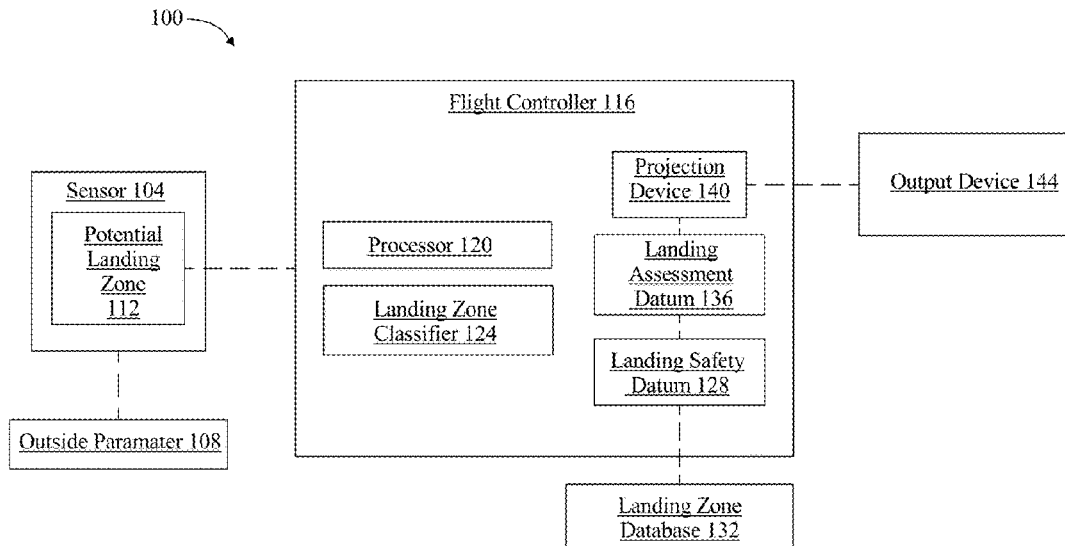 100
Flight Controller 116
Sensor 104
Potential
Landing
Zone
112
Outside Paramater 108
Processor 120
Landing Zone
Classifier 124
Projection
Device 140
Landing
Assessment
Datum 136
Landing Safety
Datum 128
Output Device 144
Landing Zone
Database 132